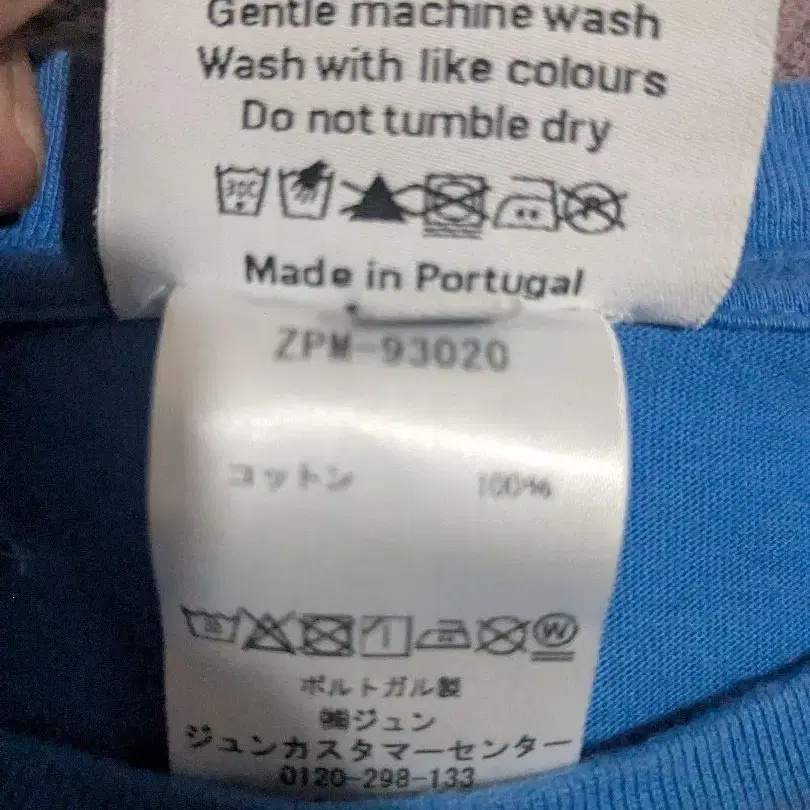 Gentle machine wash
Wash with like colours
Do not tumble dry
30C
Made in Portugal
ZPM-93020
コットン 100%
W
ポルトガル製
㈱ジュン
ジュンカスタマーセンター
0120-298-133